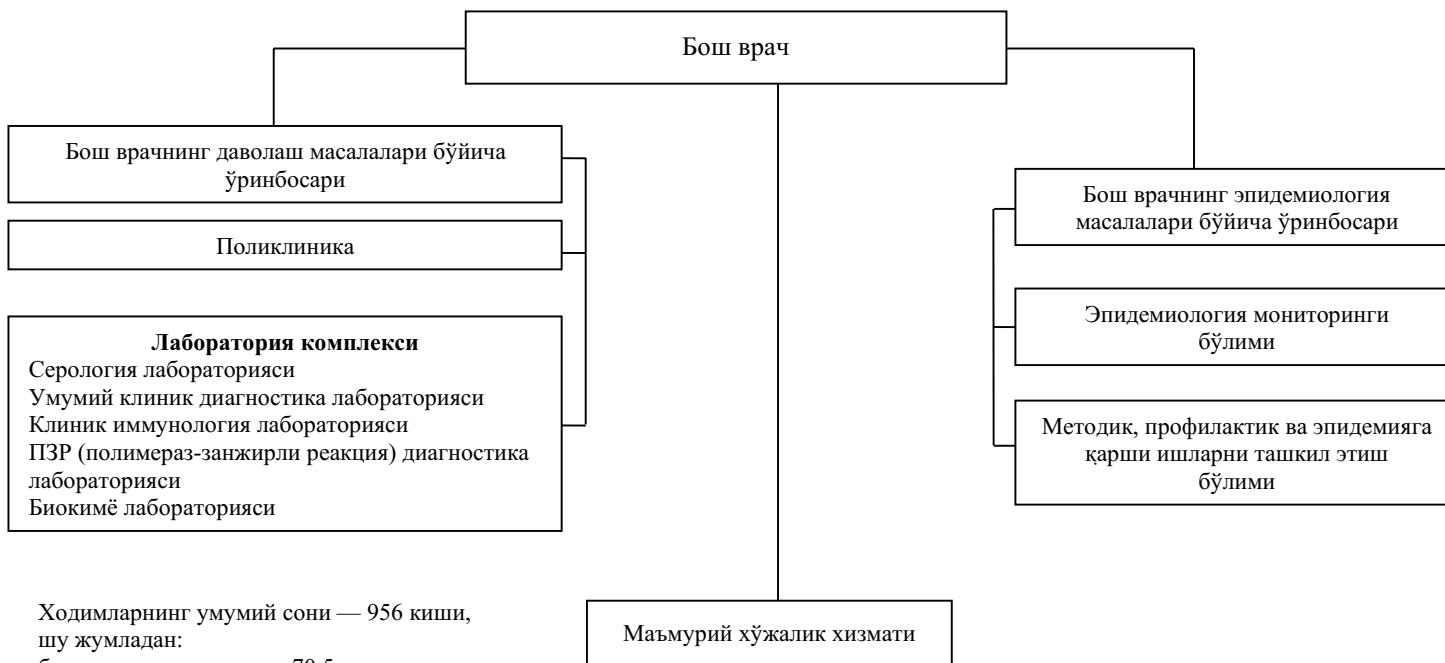 Бош врач
Бош врачнинг даволаш масалалари бўйича
ўринбосари
Поликлиника
Лаборатория комплекси
Серология лабораторияси
Умумий клиник диагностика лабораторияси
Клиник иммунология лабораторияси
ПЗР (полимераз-занжирли реакция) диагностика
лабораторияси
Биокимё лабораторияси
Бош врачнинг эпидемиология
масалалари бўйича ўринбосари
Эпидемиология мониторинги
бўлими
Методик, профилактик ва эпидемияга
қарши ишларни ташкил этиш
бўлими
Ходимларнинг умумий сони — 956 киши,
шу жумладан:
Маъмурий хўжалик хизмати